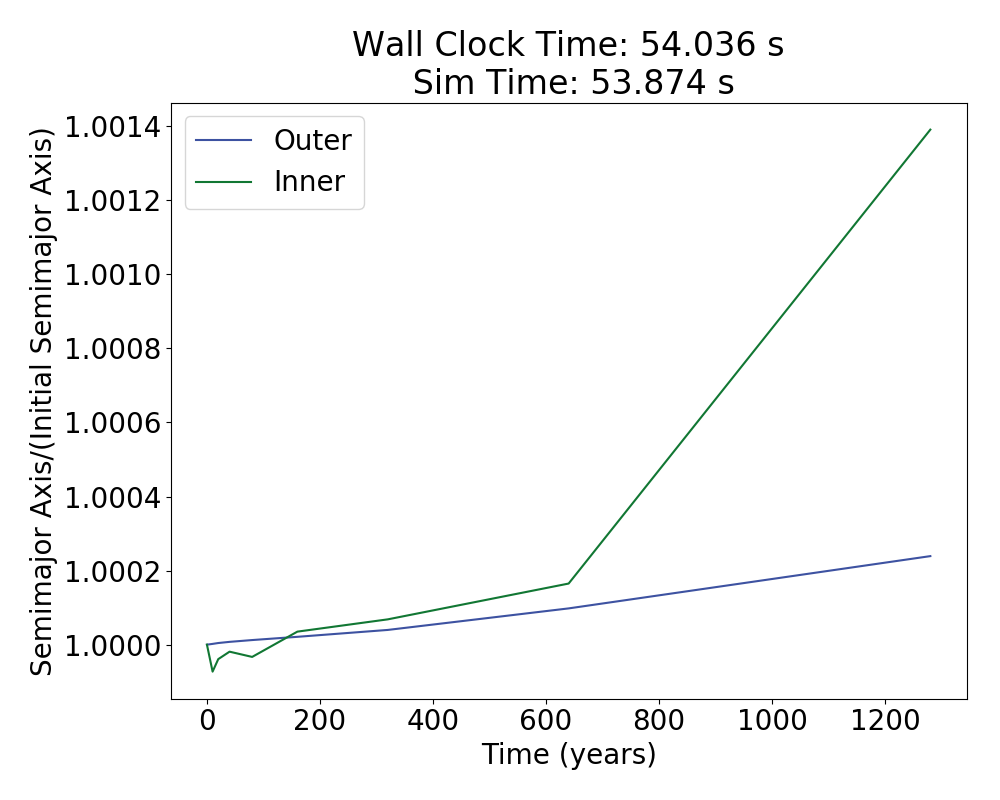 Wall Clock Time: 54.036 s
Sim Time: 53.874 s
Outer
Inner
Semimajor Axis/(Initial Semimajor Axis)
1.0014
1.0012
1.0010
1.0008
1.0006
1.0004
1.0002
1.0000
0 200 400 600 800 1000 1200
Time (years)